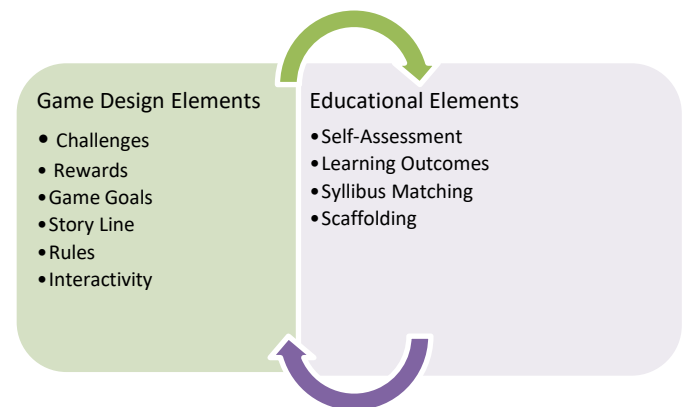 Game Design Elements
• Challenges
• Rewards
• Game Goals
• Story Line
• Rules
• Interactivity
Educational Elements
• Self-Assessment
• Learning Outcomes
• Syllibus Matching
• Scaffolding